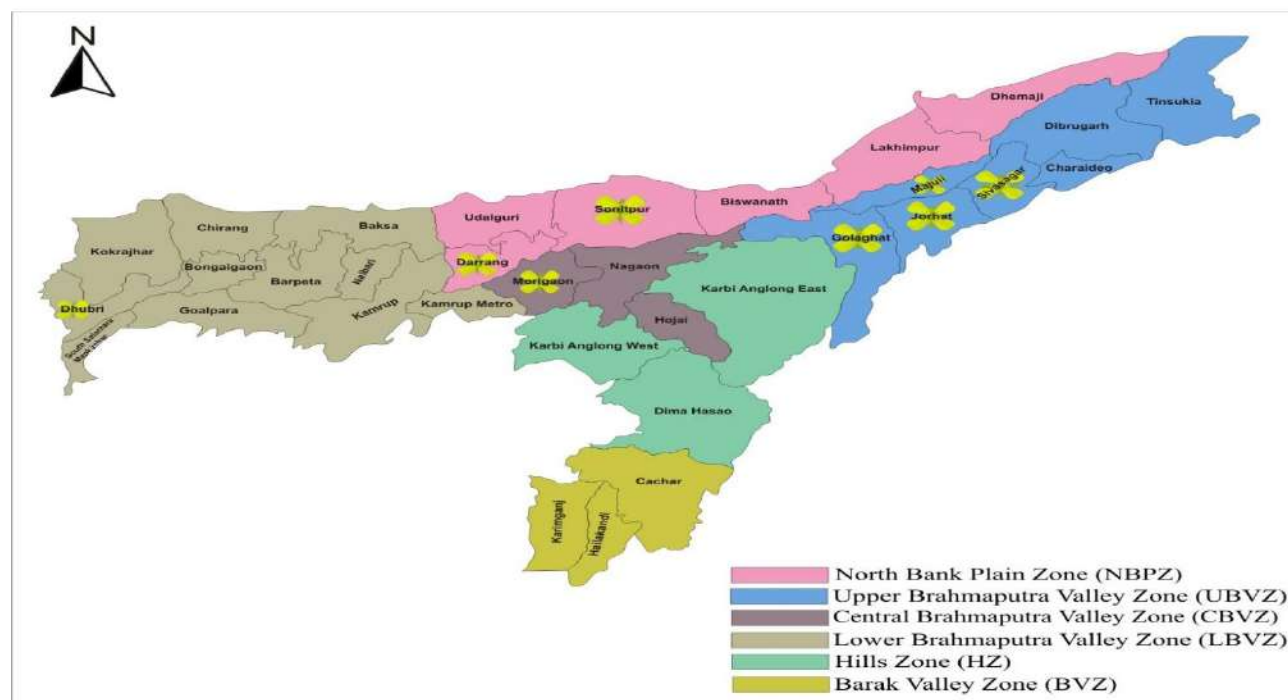 N
Dhemaji
Tinsukia
Dibrugarh
Lakhimpur
Majuli
Sivasagar
Charaideo
Sonitpur
Biswanath
Jorhat
Udalguri
Baksa
Chirang
Golaghat
Kokrajhar
Darrang
Nagaon
Bongaigaon
Nalbari
Barpeta
Morigaon
Karbi Anglong East
Dhubri
Goalpara
Kamrup
Kamrup Metro
Hojai
South Salamara
Karbi Anglong West
Dima Hasao
Cachar
Karimganj
Hailakandi
North Bank Plain Zone (NBPZ)
Upper Brahmaputra Valley Zone (UBVZ)
Central Brahmaputra Valley Zone (CBVZ)
Lower Brahmaputra Valley Zone (LBVZ)
Hills Zone (HZ)
Barak Valley Zone (BVZ)